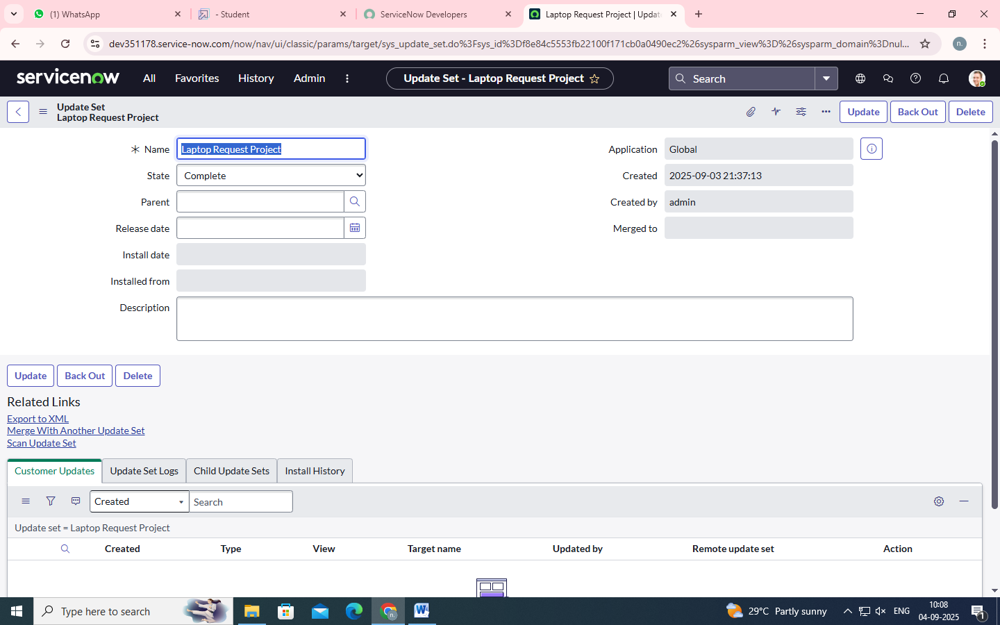 (1) WhatsApp
- Student
ServiceNow Developers
Laptop Request Project | Updat
dev351178.service-now.com/now/nav/ui/classic/params/target/sys_update_set.do%3Fsys_id%3Df8e84c5553fb22100f171cb0a0490ec2%26sysparm_view%3D%26sysparm_domain%3Dnul...
n.
servicenow
All
Favorites
History
Admin
Update Set - Laptop Request Project
Search
Update Set
Laptop Request Project
Update
Back Out
Delete
Name
Laptop Request Project
Application
Global
State
Complete
Created
2025-09-03 21:37:13
Parent
Created by
admin
Release date
Merged to
Install date
Installed from
Description
Update
Back Out
Delete
Related Links
Export to XML
Merge With Another Update Set
Scan Update Set
Customer Updates
Update Set Logs
Child Update Sets
Install History
Created
Search
Update set = Laptop Request Project
Created
Type
View
Target name
Updated by
Remote update set
Action
Type here to search
n.
W
29°C Partly sunny
ENG
10:08
04-09-2025
1